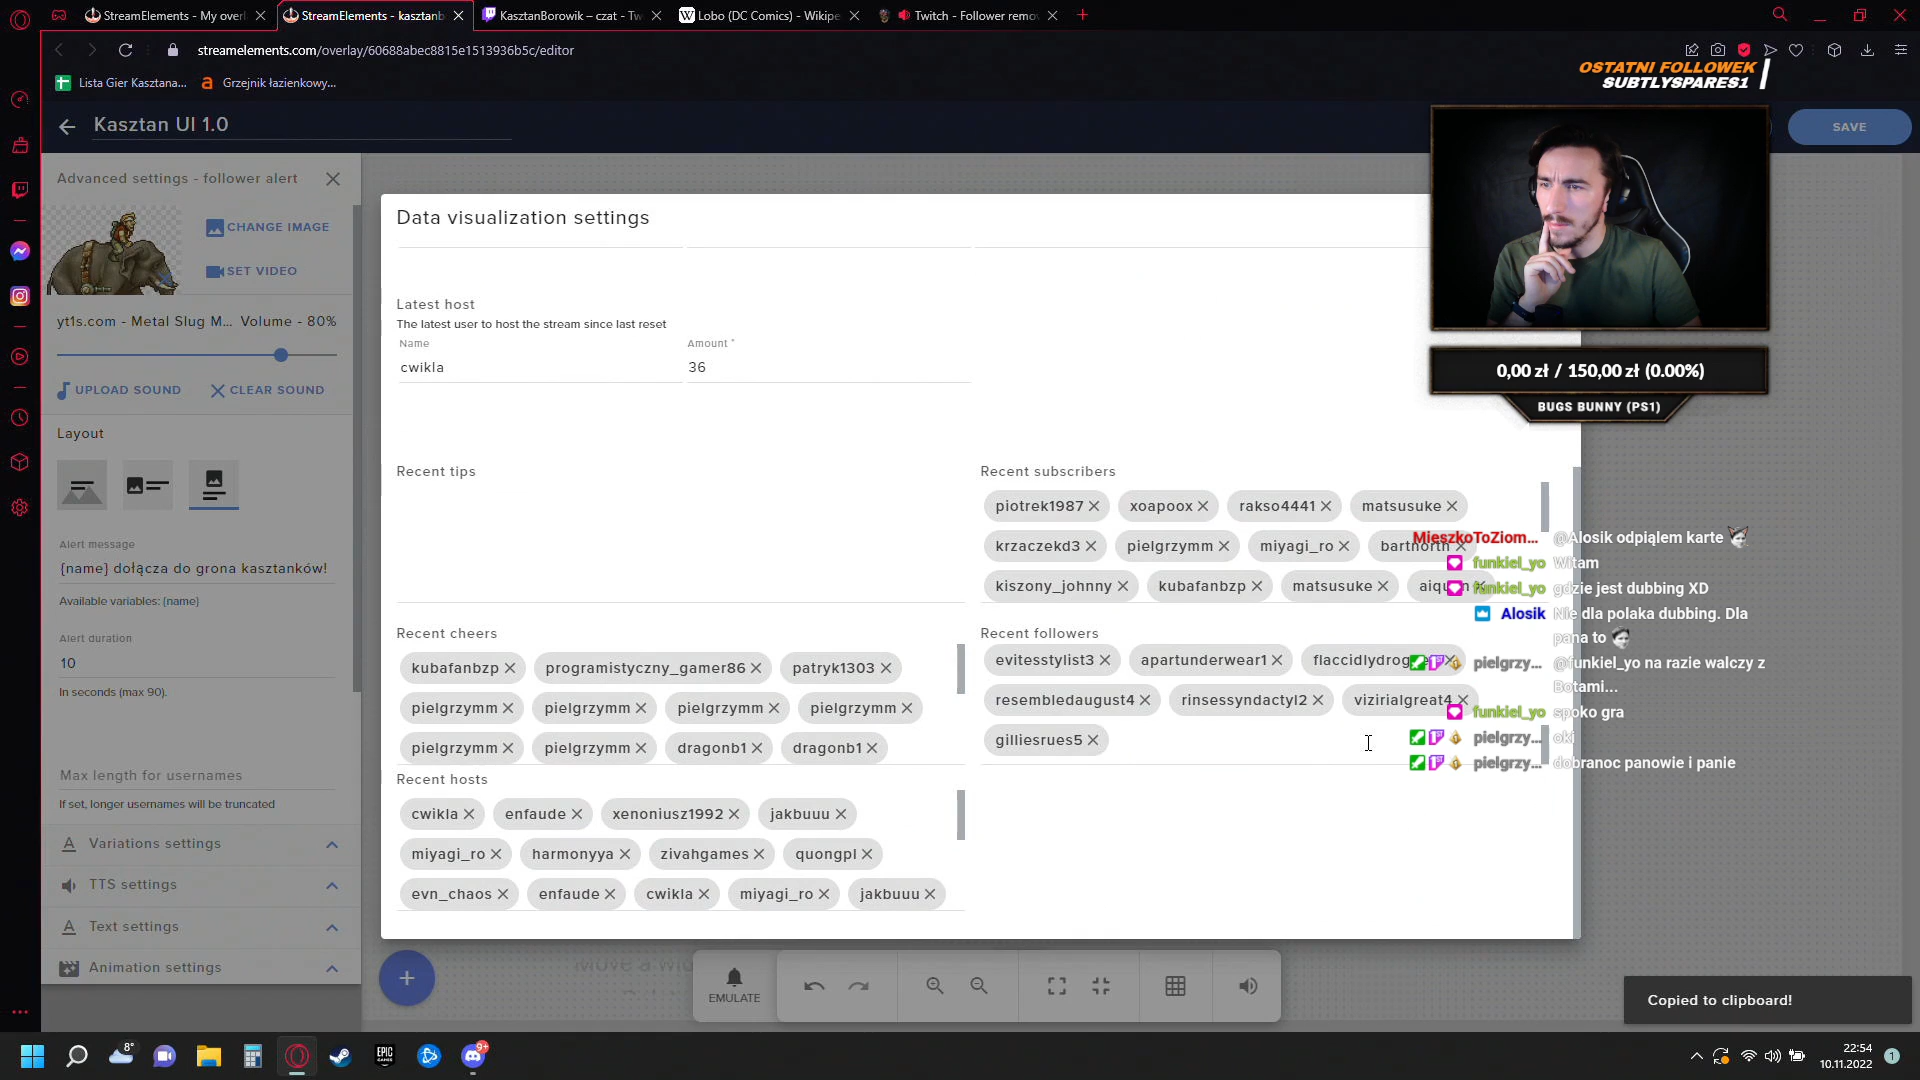 StreamElements - My overl
StreamElements - kasztanb
KasztanBorowik – czat - Tw
Lobo (DC Comics) - Wikipe
Twitch - Follower remo
streamelements.com/overlay/60688abec8815e1513936b5c/editor
Lista Gier Kasztana...
Grzejnik łazienkowy...
OSTATNI FOLLOWEK
SUBTLYSPARES1
Kasztan UI 1.0
SAVE
Advanced settings - follower alert
CHANGE IMAGE
SET VIDEO
yt1s.com - Metal Slug M...
Volume - 80%
UPLOAD SOUND
CLEAR SOUND
Layout
Alert message
{name} dołącza do grona kasztanków!
Available variables: {name}
Alert duration
10
In seconds (max 90).
Max length for usernames
If set, longer usernames will be truncated
Variations settings
TTS settings
Text settings
Animation settings
Data visualization settings
Latest host
The latest user to host the stream since last reset
Name
Amount *
cwikla
36
Recent tips
Recent subscribers
piotrek1987
xoapoox
rakso4441
matsusuke
krzaczekd3
pielgrzymm
miyagi_ro
barthorth
kiszony_johnny
kubafanbzp
matsusuke
Recent cheers
kubafanbzp
programistyczny_gamer86
patryk1303
pielgrzymm
pielgrzymm
pielgrzymm
pielgrzymm
pielgrzymm
pielgrzymm
dragonb1
dragonb1
Recent followers
evitesstylist3
apartunderwear1
resembledaugust4
rinsessyndactyl2
vizirialgreat4
gilliesrues5
Recent hosts
cwikla
enfaude
xenoniusz1992
jakbuuu
miyagi_ro
harmonyya
zivahgames
quongpl
evn_chaos
enfaude
cwikla
miyagi_ro
jakbuuu
0,00 zł / 150,00 zł (0.00%)
BUGS BUNNY (PS1)
MieszkoToZiom... @Alosik odpiąłem karte
funkiel_yo Witam
funkiel_yo gdzie jest dubbing XD
Alosik Nie dla polaka dubbing. Dla
pana to
pielgrzy... @funkiel_yo na razie walczy z
Botami...
funkiel_yo spoko gra
pielgrzy... oki
pielgrzy... dobranoc panowie i panie
EMULATE
Copied to clipboard!
8°
9+
22:54
10.11.2022
1